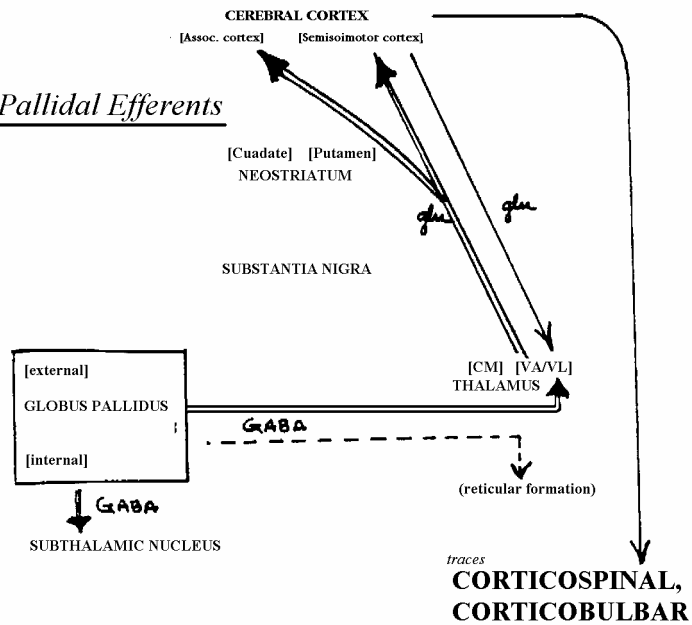 CEREBRAL CORTEX
[Assoc. cortex] [Semisoimotor cortex]
Pallidal Efferents
[Cuadate] [Putamen]
NEOSTRIATUM
glu
glu
SUBSTANTIA NIGRA
[CM] [VA/VL]
THALAMUS
[external]
GLOBUS PALLIDUS
[internal]
GABA
(reticular formation)
GABA
SUBTHALAMIC NUCLEUS
traces
CORTICOSPINAL,
CORTICOBULBAR